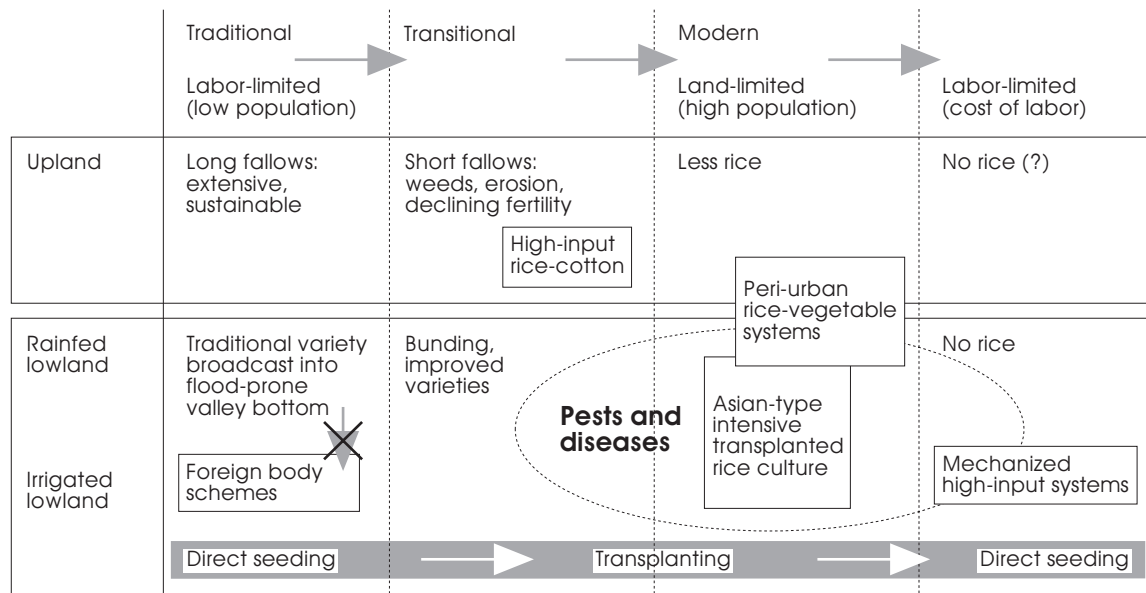 Traditional
Transitional
Modern
Labor-limited
(low population)
Land-limited
(high population)
Labor-limited
(cost of labor)
Upland
Long fallows:
extensive,
sustainable
Short fallows:
weeds, erosion,
declining fertility
High-input
rice-cotton
Less rice
No rice (?)
Peri-urban
rice-vegetable
systems
Rainfed
lowland
Traditional variety
broadcast into
flood-prone
valley bottom
Bunding,
improved
varieties
No rice
Pests and
diseases
Asian-type
intensive
transplanted
rice culture
Irrigated
lowland
Foreign body
schemes
Mechanized
high-input systems
Direct seeding
Transplanting
Direct seeding